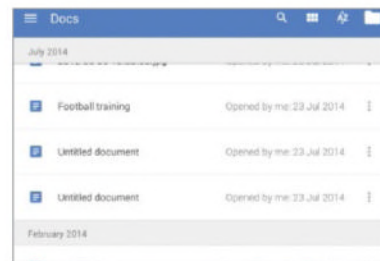 Docs
July 2014
Football training Opened by me: 23 Jul 2014
Untitled document Opened by me: 23 Jul 2014
Untitled document Opened by me: 23 Jul 2014
February 2014